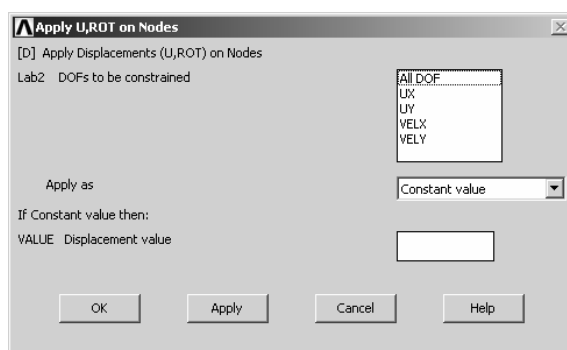 Apply U,ROT on Nodes
[D] Apply Displacements (U,ROT) on Nodes
Lab2 DOFs to be constrained
All DOF
UX
UY
VELX
VELY
Apply as
Constant value
If Constant value then:
VALUE Displacement value
OK
Apply
Cancel
Help